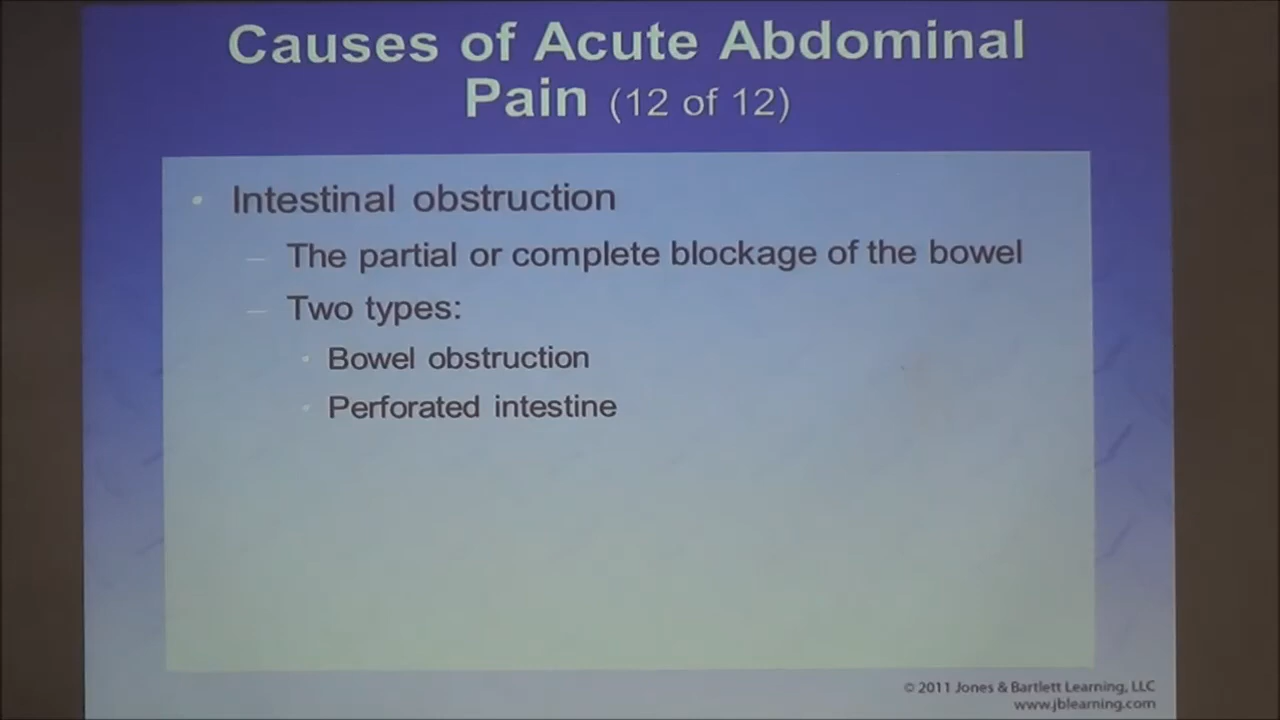 Causes of Acute Abdominal
Pain (12 of 12)
• Intestinal obstruction
– The partial or complete blockage of the bowel
– Two types:
• Bowel obstruction
• Perforated intestine
© 2011 Jones & Bartlett Learning, LLC
www.jblearning.com